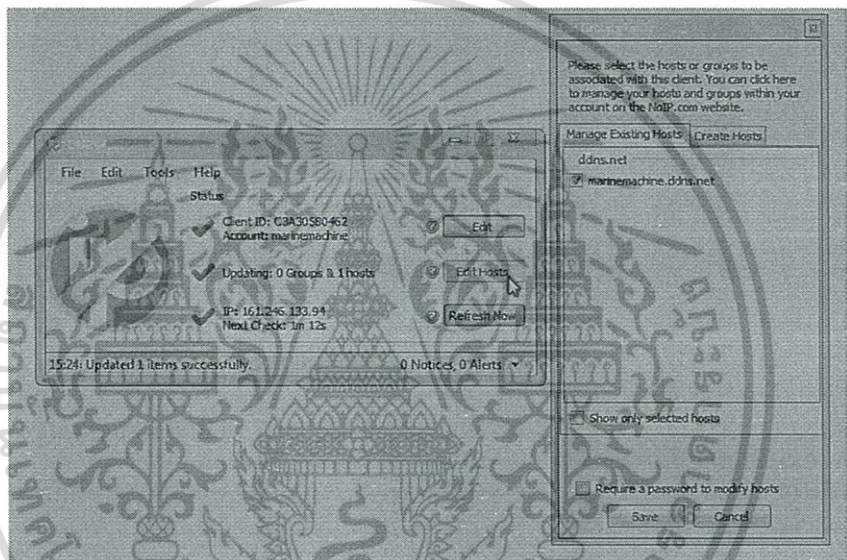 File Edit Tools Help
Status
Client ID: C3A30580462
Account: marinemachine
Edit
Updating: 0 Groups & 1 hosts
Edit Hosts
IP: 161.246.133.94
Next Check: 1m 12s
Refresh Now
15:24: Updated 1 items successfully.
0 Notices, 0 Alerts
Please select the hosts or groups to be
associated with this client. You can click here
to manage your hosts and groups within your
account on the NoIP.com website.
Manage Existing Hosts Create Hosts
ddns.net
marinemachine.ddns.net
Show only selected hosts
Require a password to modify hosts
Save Cancel